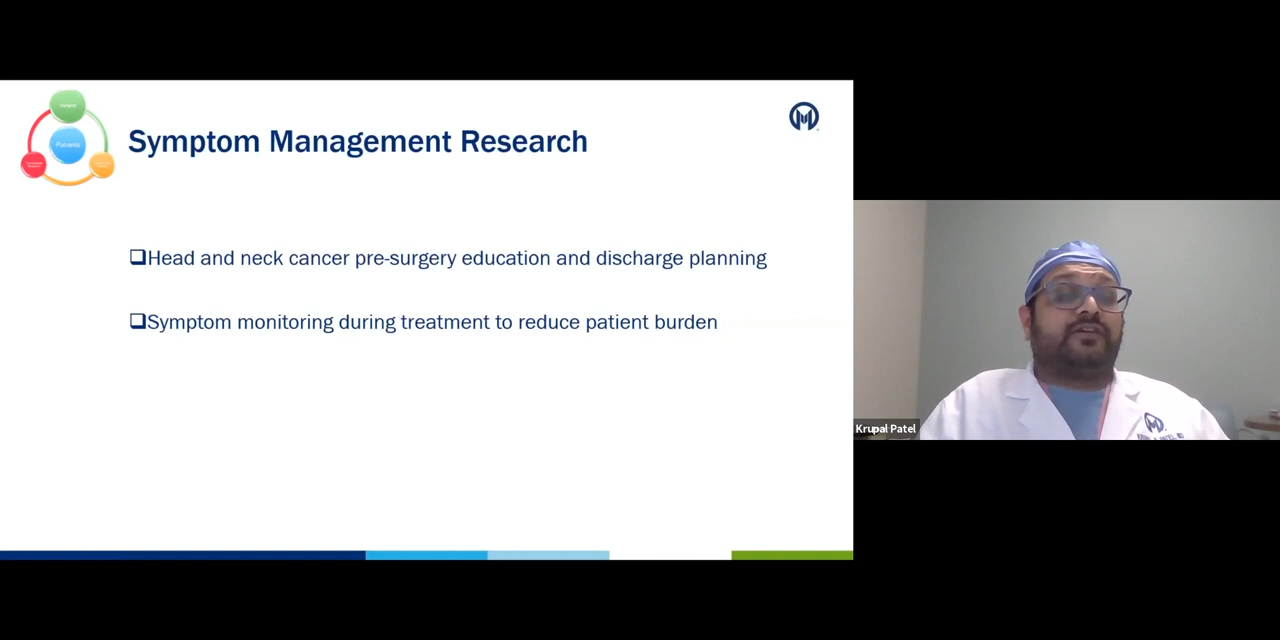 Patients
Symptom Management Research
Head and neck cancer pre-surgery education and discharge planning
Symptom monitoring during treatment to reduce patient burden
Krupal Patel